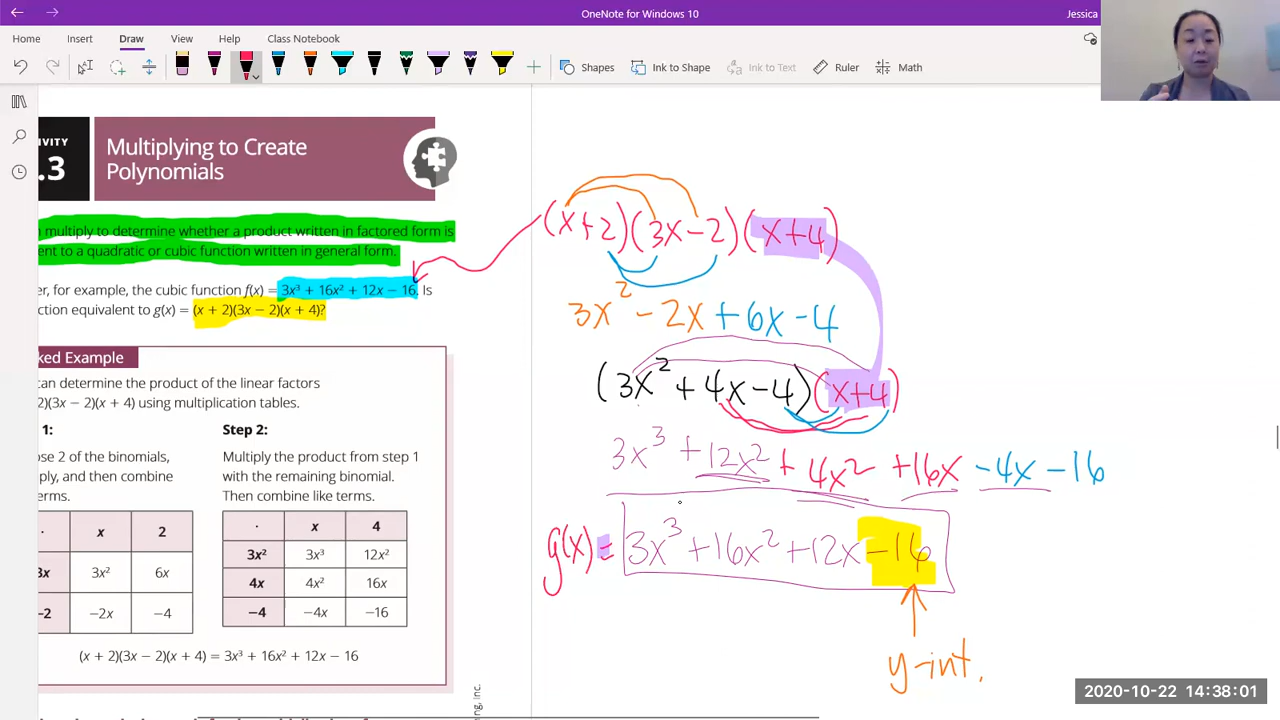 OneNote for Windows 10
Jessica
Home Insert Draw View Help Class Notebook
Shapes Ink to Shape Ink to Text Ruler Math
IVITY
.3
Multiplying to Create
Polynomials
multiply to determine whether a product written in factored form is
ent to a quadratic or cubic function written in general form.
er, for example, the cubic function f(x) = 3x³ + 16x² + 12x − 16. Is
nction equivalent to g(x) = (x + 2)(3x − 2)(x + 4)?
ked Example
can determine the product of the linear factors
2)(3x − 2)(x + 4) using multiplication tables.
1:
ose 2 of the binomials,
ply, and then combine
terms.
· x 2
3x 3x² 6x
-2 −2x −4
Step 2:
Multiply the product from step 1
with the remaining binomial.
Then combine like terms.
· x 4
3x² 3x³ 12x²
4x 4x² 16x
−4 −4x −16
(x + 2)(3x − 2)(x + 4) = 3x³ + 16x² + 12x − 16
ng, Inc.
(x+2)(3x-2)(x+4)
3x² - 2x + 6x - 4
(3x² + 4x - 4)(x+4)
3x³ + 12x² + 4x² + 16x - 4x - 16
g(x) = 3x³ + 16x² + 12x - 16
y-int.
2020-10-22 14:38:01